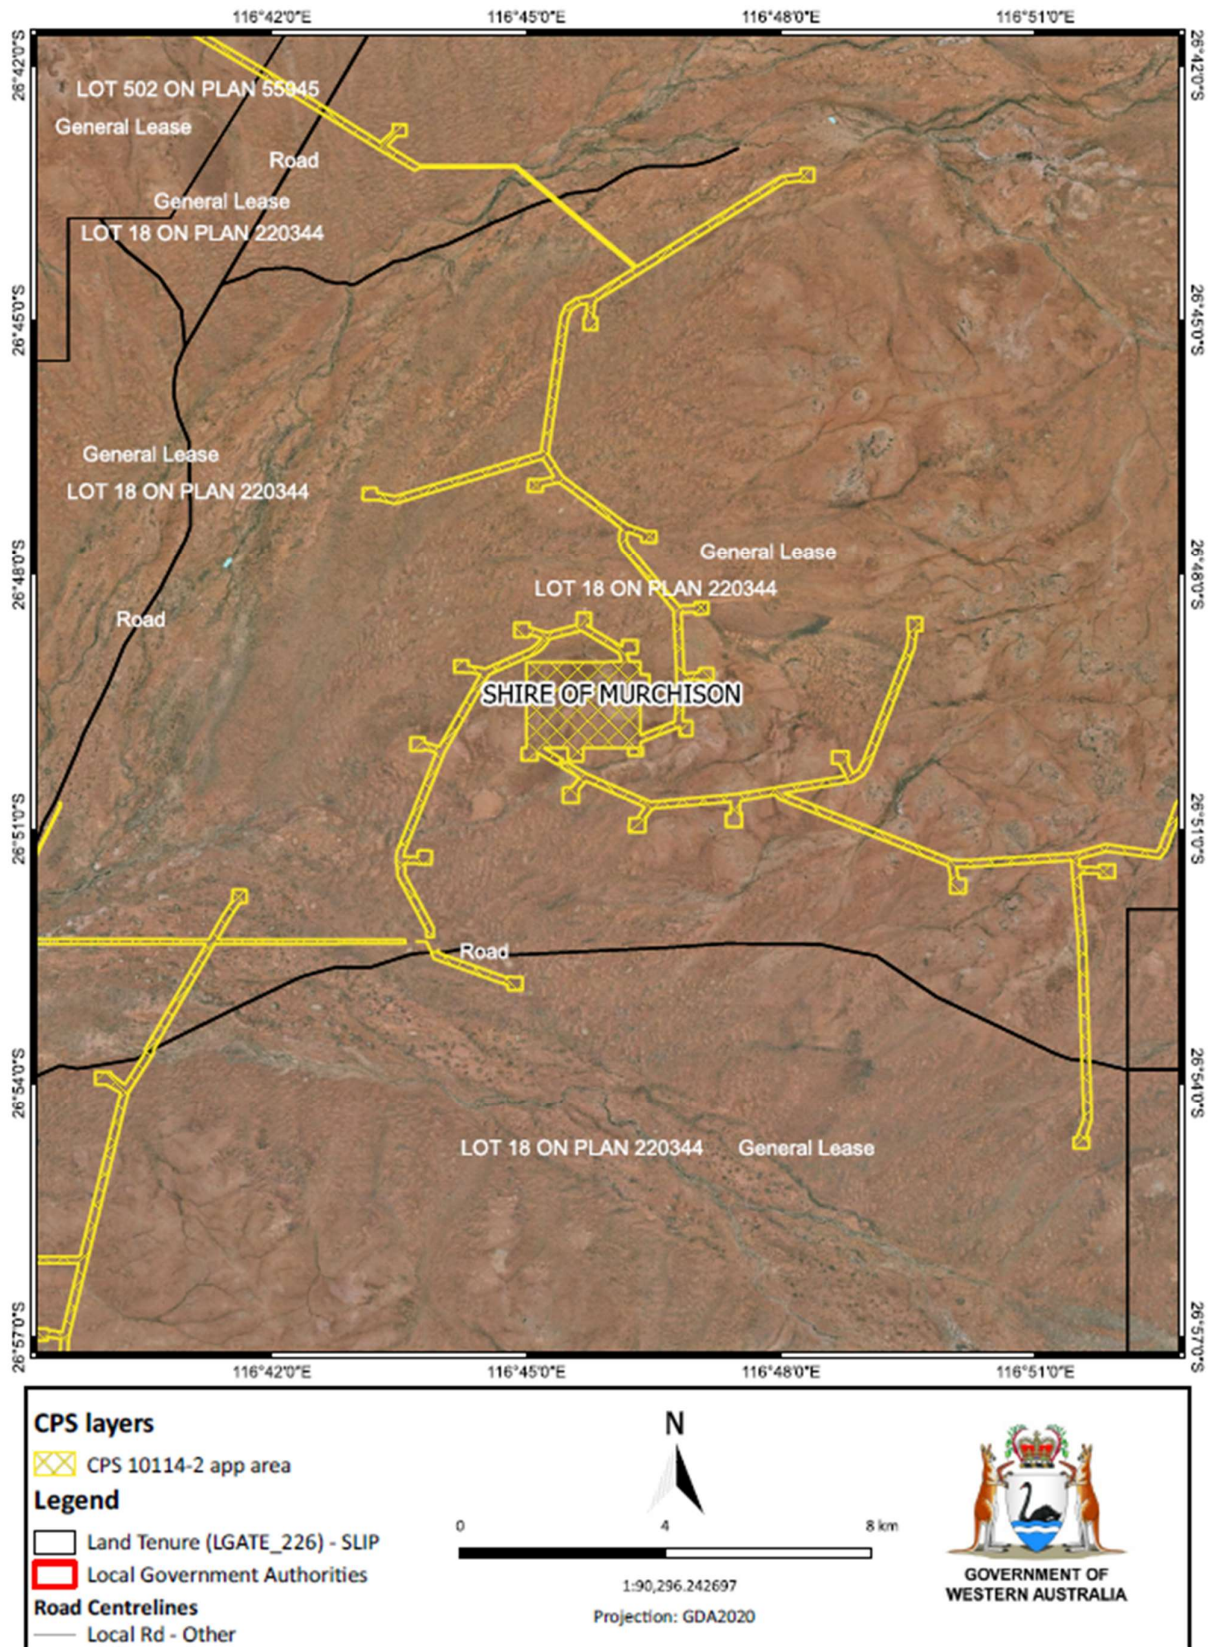 116°42'0"E 116°45'0"E 116°48'0"E 116°51'0"E
26°42'0"S 26°42'0"S
LOT 502 ON PLAN 55945
General Lease
Road
General Lease
LOT 18 ON PLAN 220344
26°45'0"S 26°45'0"S
General Lease
LOT 18 ON PLAN 220344
General Lease
26°48'0"S 26°48'0"S
LOT 18 ON PLAN 220344
Road
SHIRE OF MURCHISON
26°51'0"S 26°51'0"S
Road
26°54'0"S 26°54'0"S
LOT 18 ON PLAN 220344 General Lease
26°57'0"S 26°57'0"S
116°42'0"E 116°45'0"E 116°48'0"E 116°51'0"E
CPS layers
CPS 10114-2 app area
Legend
Land Tenure (LGATE_226) - SLIP
Local Government Authorities
Road Centrelines
Local Rd - Other
N
0 4 8 km
1:90,296.242697
Projection: GDA2020
GOVERNMENT OF
WESTERN AUSTRALIA